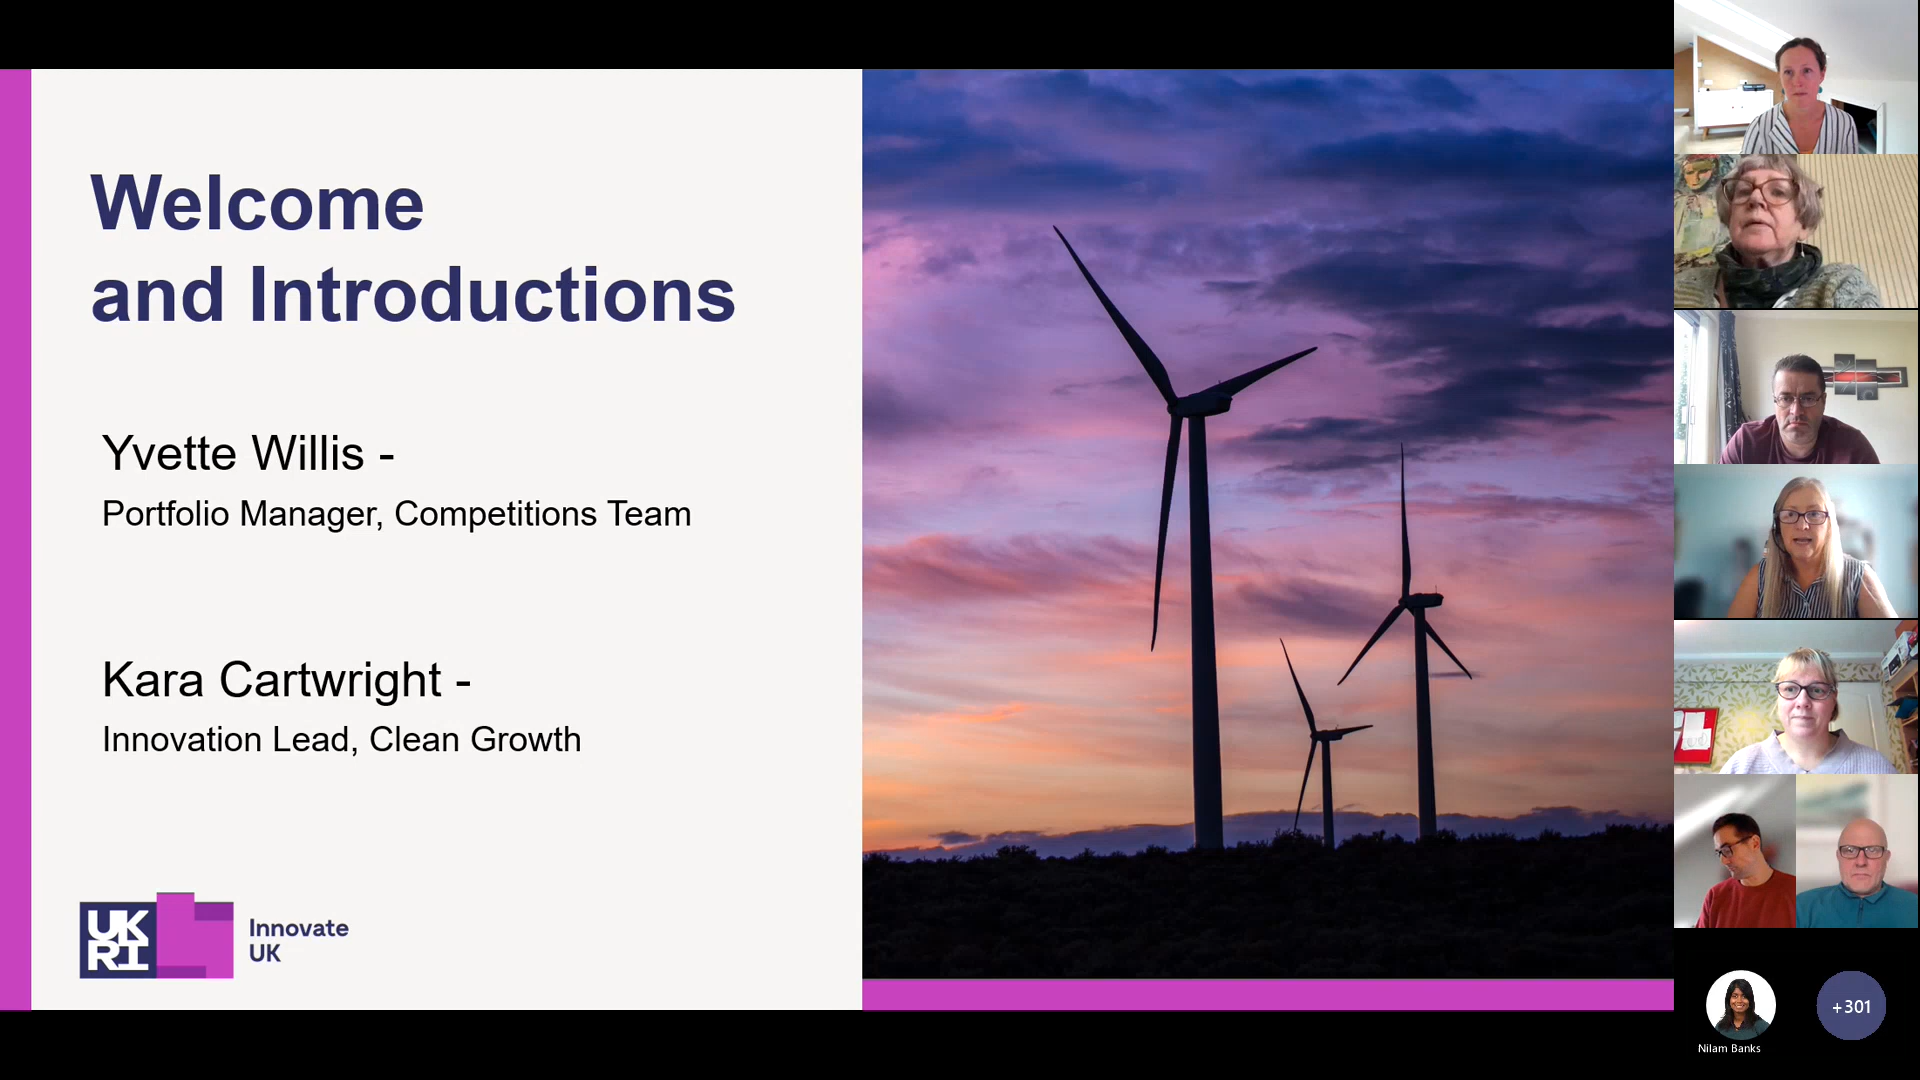 Welcome
and Introductions
Yvette Willis -
Portfolio Manager, Competitions Team
Kara Cartwright -
Innovation Lead, Clean Growth
UK
RI
Innovate
UK
Nilam Banks
+301